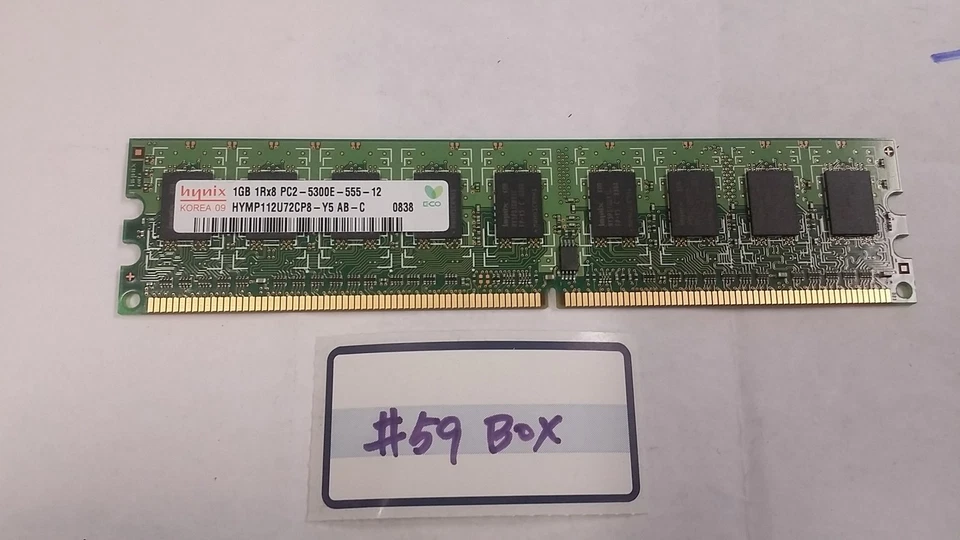 hynix
KOREA 09
1GB 1Rx8 PC2-5300E-555-12
HYMP112U72CP8-Y5 AB-C 0838
ECO
#59 BOX